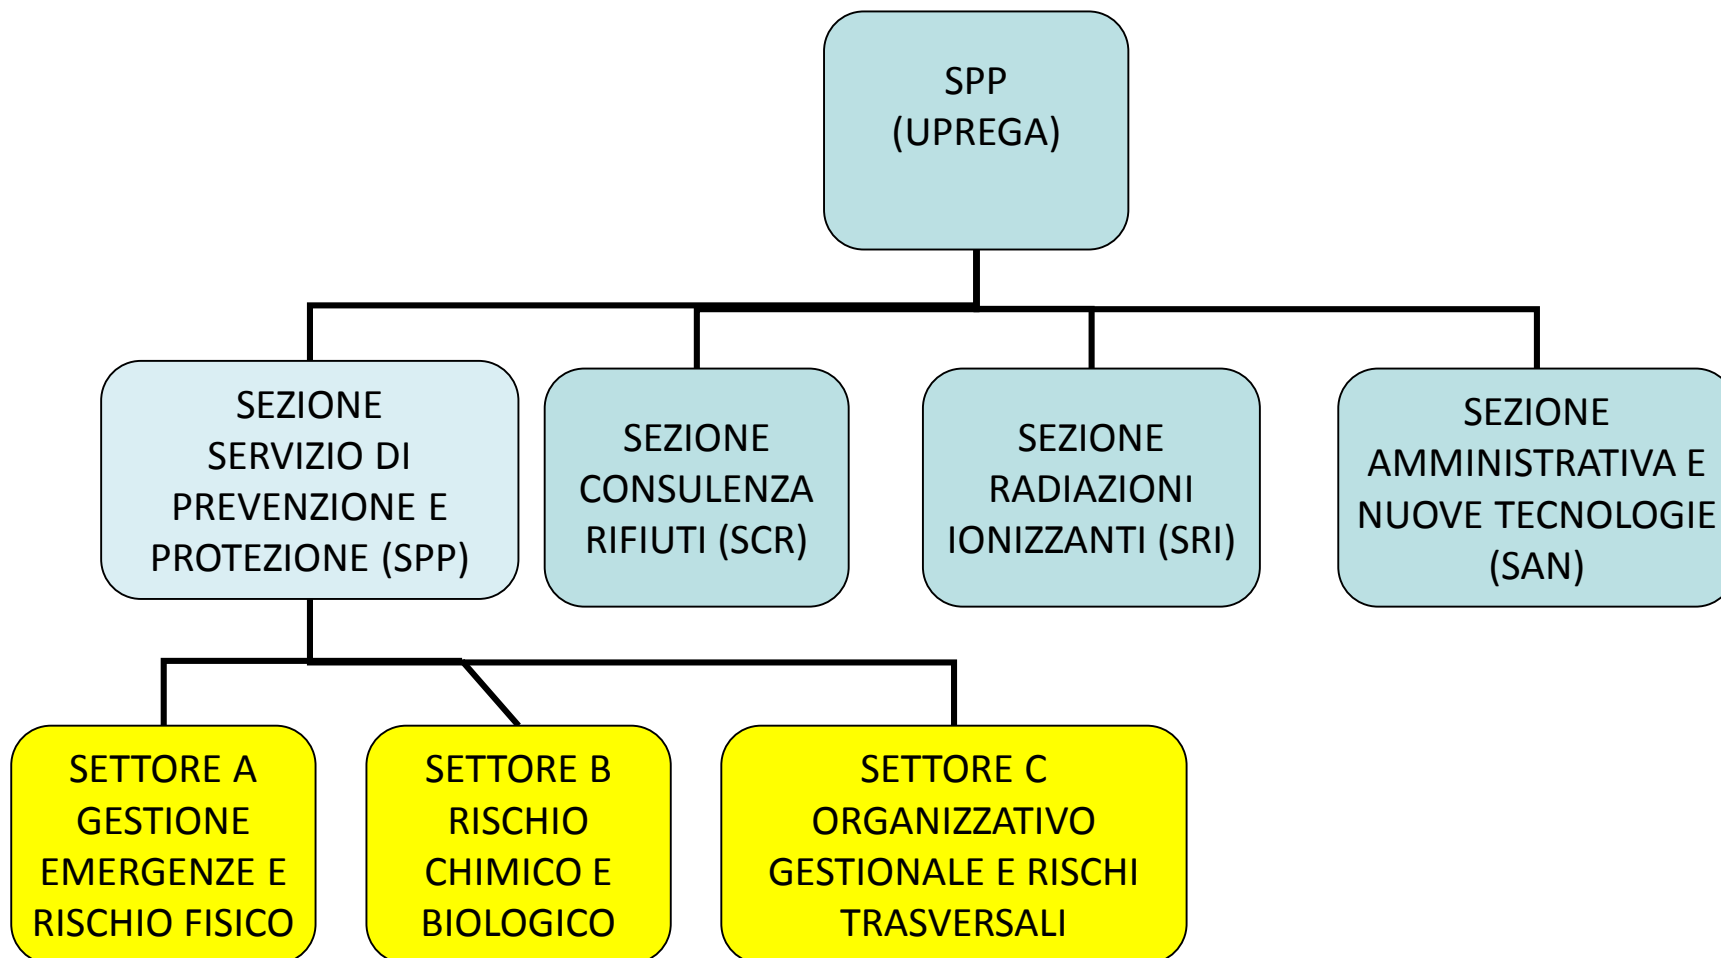 SPP
(UPREGA)
SEZIONE
SERVIZIO DI
PREVENZIONE E
PROTEZIONE (SPP)
SEZIONE
CONSULENZA
RIFIUTI (SCR)
SEZIONE
RADIAZIONI
IONIZZANTI (SRI)
SEZIONE
AMMINISTRATIVA E
NUOVE TECNOLOGIE
(SAN)
SETTORE A
GESTIONE
EMERGENZE E
RISCHIO FISICO
SETTORE B
RISCHIO
CHIMICO E
BIOLOGICO
SETTORE C
ORGANIZZATIVO
GESTIONALE E RISCHI
TRASVERSALI